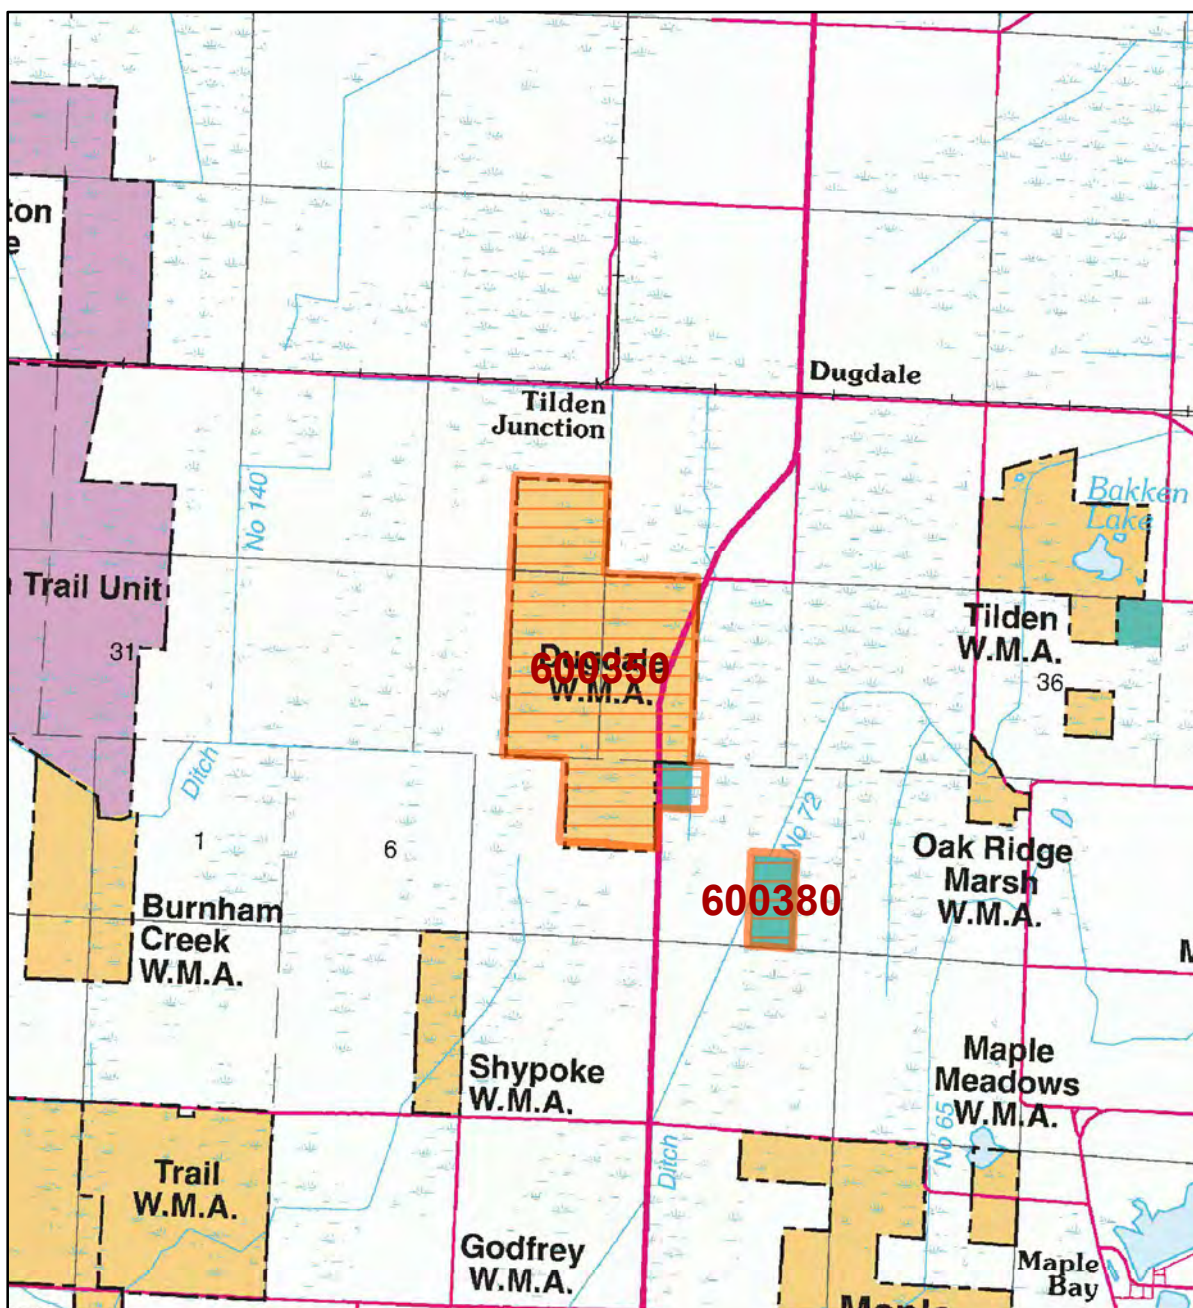 ton
e
Dugdale
Tilden
Junction
No 140
Bakken
Lake
Trail Unit
31
Tilden
W.M.A.
36
Dugdale
W.M.A.
600350
Ditch
1
6
No 72
Oak Ridge
Marsh
W.M.A.
600380
Burnham
Creek
W.M.A.
M
Shypoke
W.M.A.
Maple
Meadows
W.M.A.
No 65
Ditch
Trail
W.M.A.
Godfrey
W.M.A.
Maple
Bay
Maple